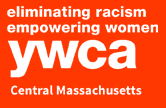 eliminating racism
empowering women
ywca
Central Massachusetts